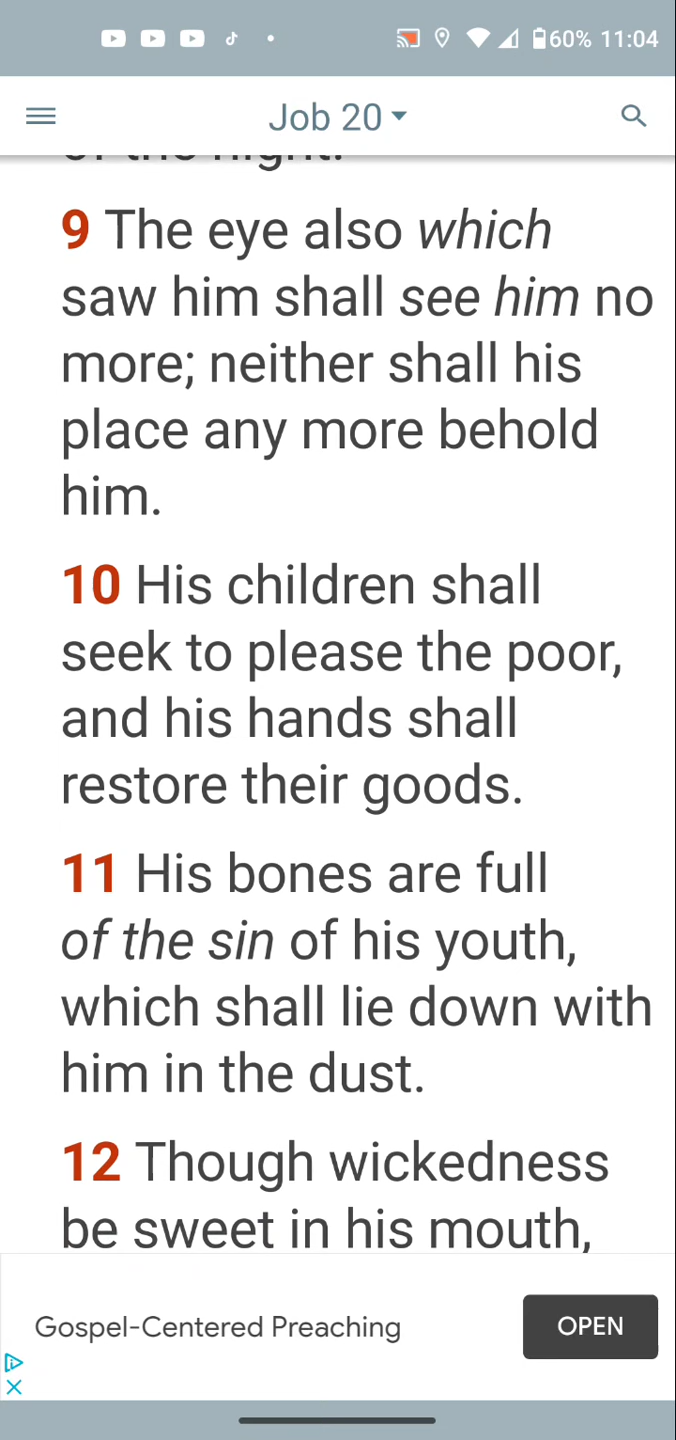 60% 11:04
Job 20
of the night.
9 The eye also which
saw him shall see him no
more; neither shall his
place any more behold
him.
10 His children shall
seek to please the poor,
and his hands shall
restore their goods.
11 His bones are full
of the sin of his youth,
which shall lie down with
him in the dust.
12 Though wickedness
be sweet in his mouth,
Gospel-Centered Preaching
OPEN